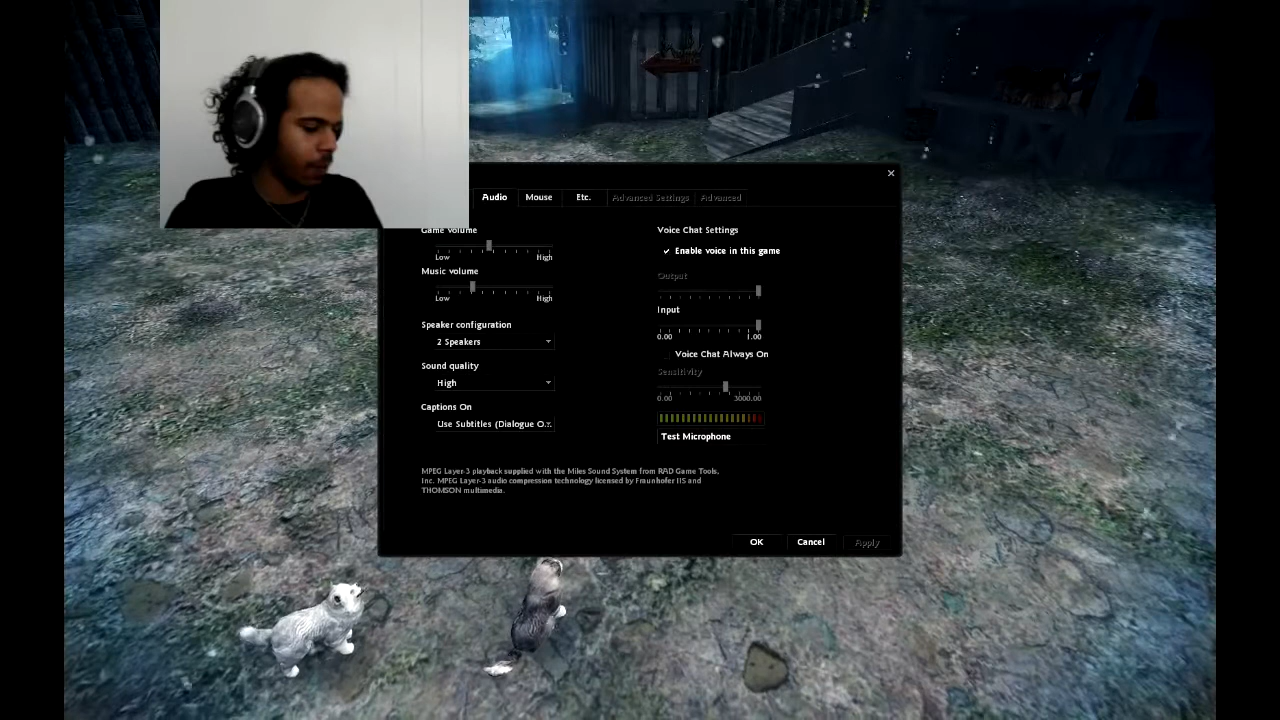 Audio
Mouse
Etc.
Advanced Settings
Advanced
Game volume
Low
High
Music volume
Low
High
Speaker configuration
2 Speakers
Sound quality
High
Captions On
Use Subtitles (Dialogue O...
Voice Chat Settings
Enable voice in this game
Output
Input
0.00
1.00
Voice Chat Always On
Sensitivity
0.00
3000.00
Test Microphone
MPEG Layer-3 playback supplied with the Miles Sound System from RAD Game Tools,
Inc. MPEG Layer-3 audio compression technology licensed by Fraunhofer IIS and
THOMSON multimedia.
OK
Cancel
Apply